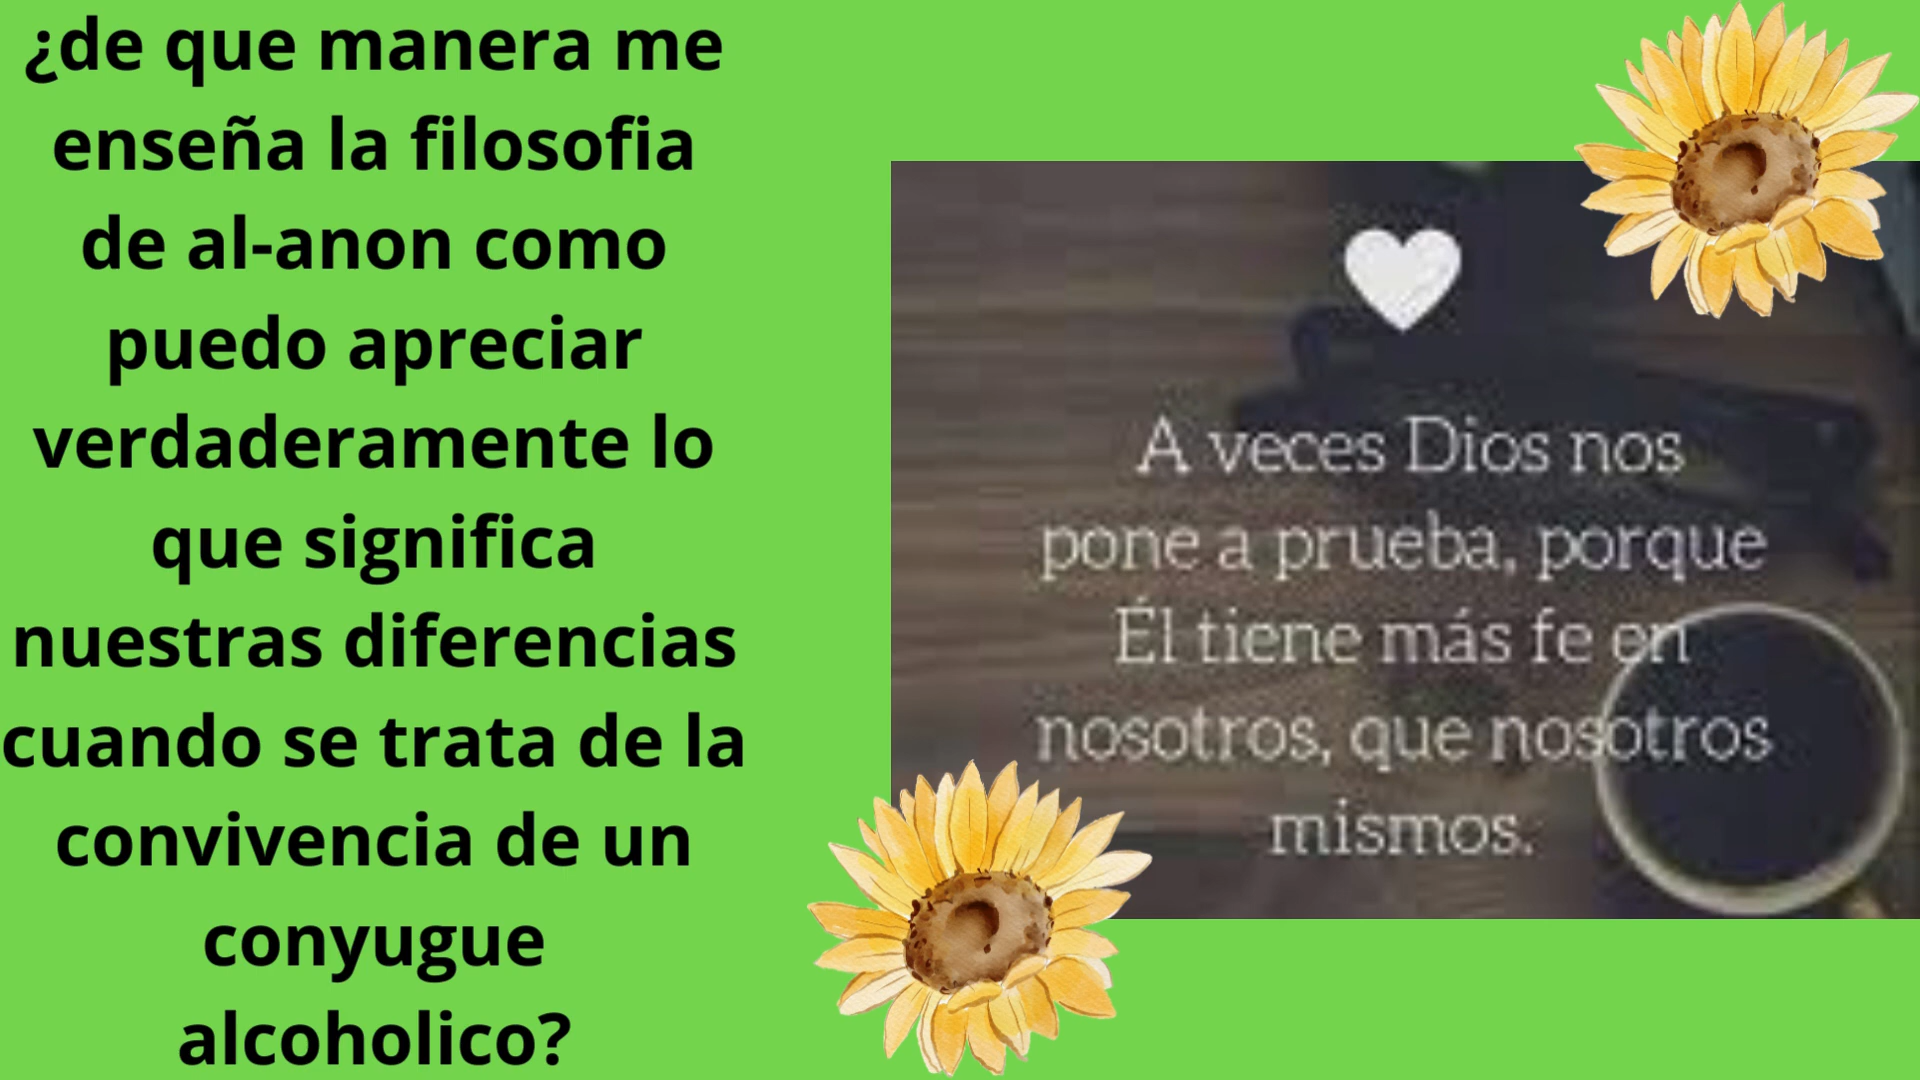 ¿de que manera me
enseña la filosofia
de al-anon como
puedo apreciar
verdaderamente lo
que significa
nuestras diferencias
cuando se trata de la
convivencia de un
conyugue
alcoholico?
A veces Dios nos
pone a prueba, porque
Él tiene más fe en
nosotros, que nosotros
mismos.